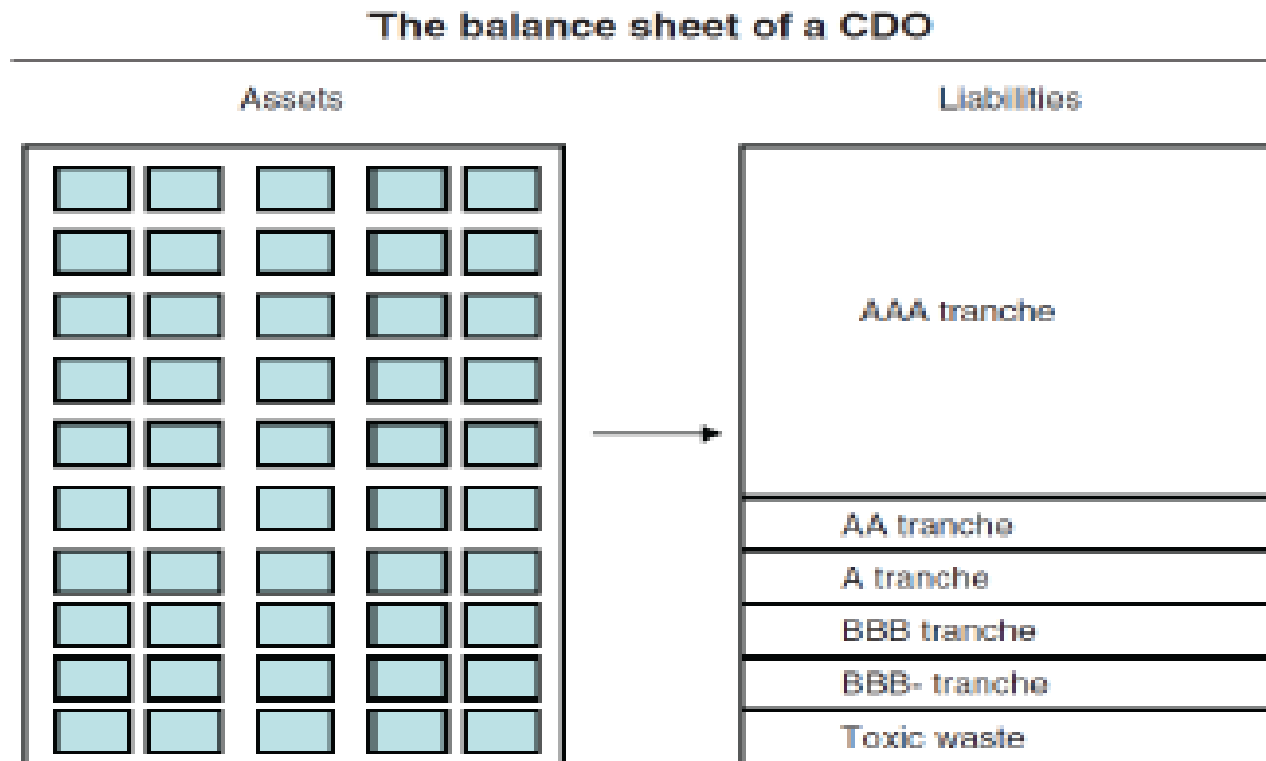 The balance sheet of a CDO
Assets
Liabilities
AAA tranche
AA tranche
A tranche
BBB tranche
BBB- tranche
Toxic waste